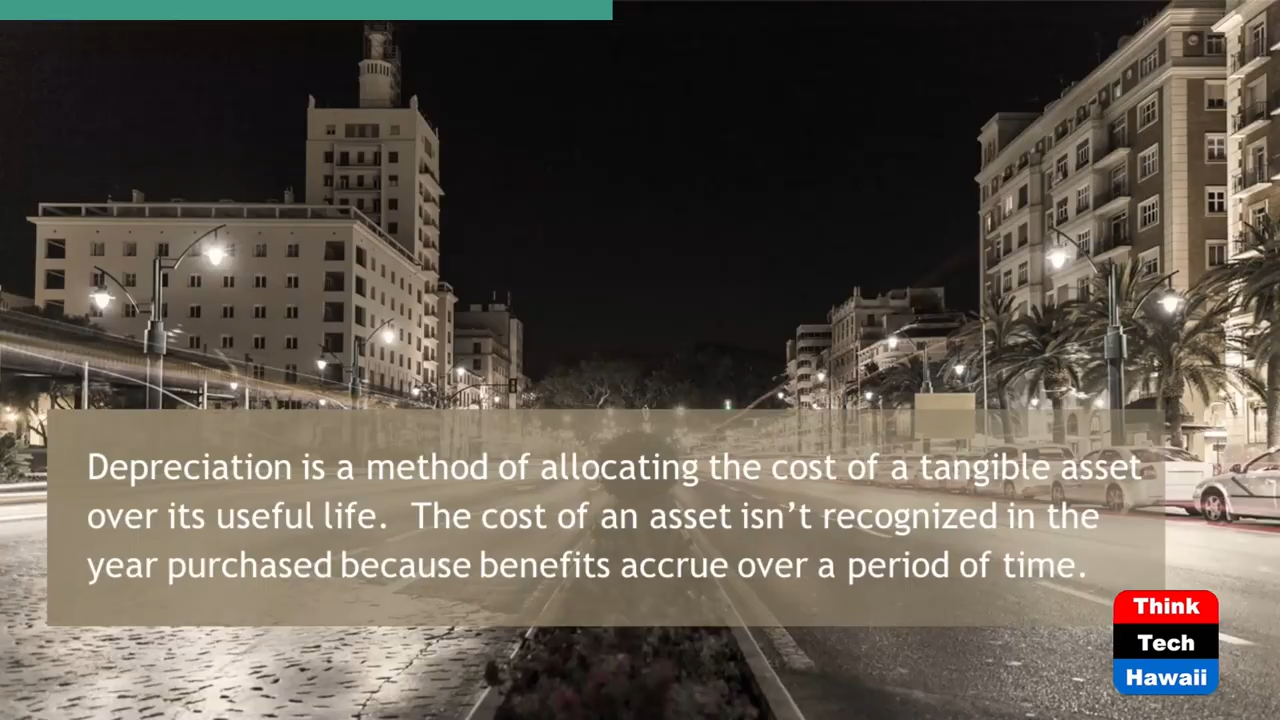 Depreciation is a method of allocating the cost of a tangible asset
over its useful life.  The cost of an asset isn’t recognized in the
year purchased because benefits accrue over a period of time.
Think
Tech
Hawaii